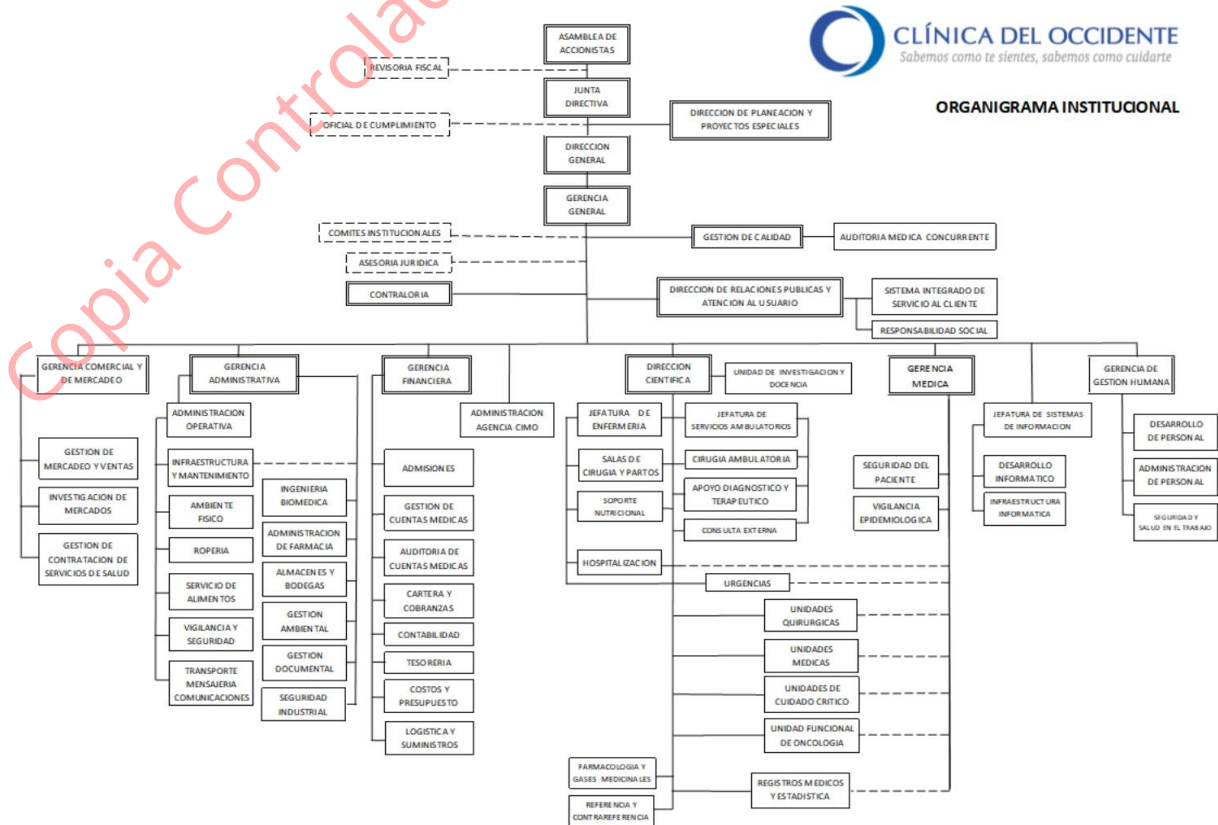 Copia Controlad
CLÍNICA DEL OCCIDENTE
Sabemos como te sientes, sabemos como cuidarte
ORGANIGRAMA INSTITUCIONAL
ASAMBLEA DE
ACCIONISTAS
REVISORIA FISCAL
JUNTA
DIRECTIVA
OFICIAL DE CUMPLIMIENTO
DIRECCION DE PLANEACION Y
PROYECTOS ESPECIALES
DIRECCION
GENERAL
GERENCIA
GENERAL
COMITES INSTITUCIONALES
GESTION DE CALIDAD
AUDITORIA MEDICA CONCURRENTE
ASESORIA JURIDICA
CONTRALORIA
DIRECCION DE RELACIONES PUBLICAS Y
ATENCION AL USUARIO
SISTEMA INTEGRADO DE
SERVICIO AL CLIENTE
RESPONSABILIDAD SOCIAL
GERENCIA COMERCIAL Y
DE MERCADEO
GESTION DE
MERCADEO Y VENTAS
INVESTIGACION DE
MERCADOS
GESTION DE
CONTRATACION DE
SERVICIOS DE SALUD
GERENCIA
ADMINISTRATIVA
ADMINISTRACION
OPERATIVA
INFRAESTRUCTURA
Y MANTENIMIENTO
AMBIENTE
FISICO
ROPERIA
SERVICIO DE
ALIMENTOS
VIGILANCIA Y
SEGURIDAD
TRANSPORTE
MENSAJERIA
COMUNICACIONES
INGENIERIA
BIOMEDICA
ADMINISTRACION
DE FARMACIA
ALMACENES Y
BODEGAS
GESTION
AMBIENTAL
GESTION
DOCUMENTAL
SEGURIDAD
INDUSTRIAL
GERENCIA
FINANCIERA
ADMISIONES
GESTION DE
CUENTAS MEDICAS
AUDITORIA DE
CUENTAS MEDICAS
CARTERA Y
COBRANZAS
CONTABILIDAD
TESORERIA
COSTOS Y
PRESUPUESTO
LOGISTICA Y
SUMINISTROS
ADMINISTRACION
AGENCIA CIMO
DIRECCION
CIENTIFICA
UNIDAD DE INVESTIGACION Y
DOCENCIA
JEFATURA DE
ENFERMERIA
SALAS DE
CIRUGIA Y PARTOS
SOPORTE
NUTRICIONAL
HOSPITALIZACION
JEFATURA DE
SERVICIOS AMBULATORIOS
CIRUGIA AMBULATORIA
APOYO DIAGNOSTICO Y
TERAPEUTICO
CONSULTA EXTERNA
URGENCIAS
UNIDADES
QUIRURGICAS
UNIDADES
MEDICAS
UNIDADES DE
CUIDADO CRITICO
UNIDAD FUNCIONAL
DE ONCOLOGIA
FARMACOLOGIA Y
GASES MEDICINALES
REGISTROS MEDICOS
Y ESTADISTICA
REFERENCIA Y
CONTRAREFERENCIA
GERENCIA
MEDICA
SEGURIDAD DEL
PACIENTE
VIGILANCIA
EPIDEMIOLOGICA
JEFATURA DE SISTEMAS
DE INFORMACION
DESARROLLO
INFORMATICO
INFRAESTRUCTURA
INFORMATICA
GERENCIA DE
GESTION HUMANA
DESARROLLO
DE PERSONAL
ADMINISTRACION
DE PERSONAL
SEGURIDAD Y
SALUD EN EL TRABAJO